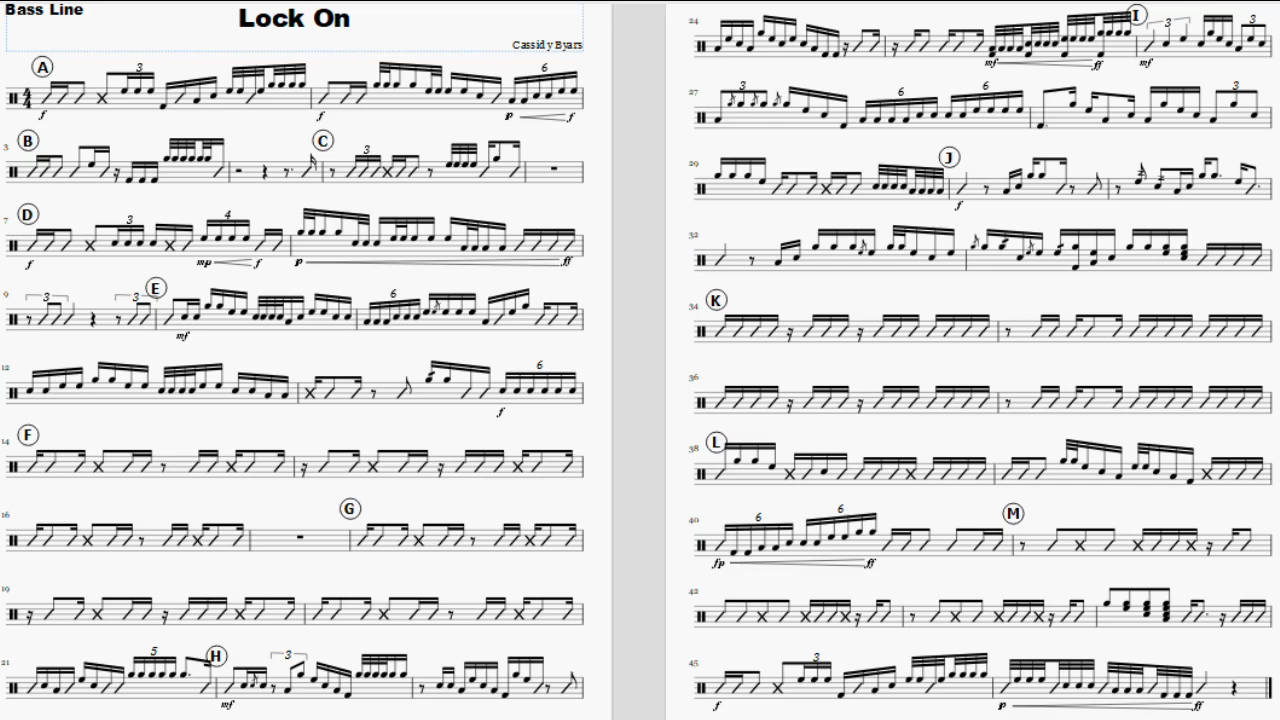 Bass Line
Lock On
Cassidy Byars
A
3
6
4
4
f
f
p
f
B
C
3
3
D
7
3
4
f
mp
f
p
ff
E
9
3
3
mf
6
12
6
f
F
14
G
16
19
H
21
5
3
mf
I
24
3
3
mf
ff
mf
27
3
6
6
3
J
29
f
32
K
34
36
L
38
M
40
6
6
fp
ff
42
45
3
f
p
ff